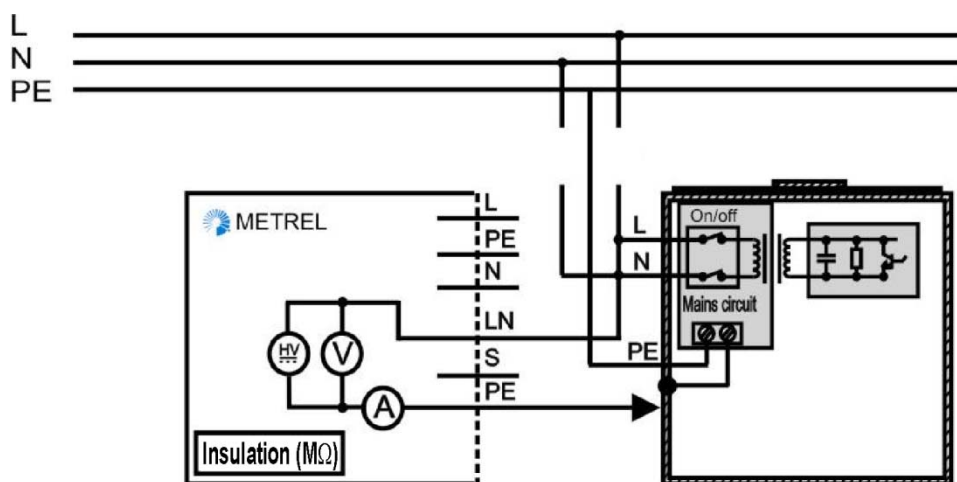 L
N
PE
METREL
L
PE
N
LN
S
PE
HV
V
A
Insulation (MΩ)
L
N
PE
On/off
Mains circuit